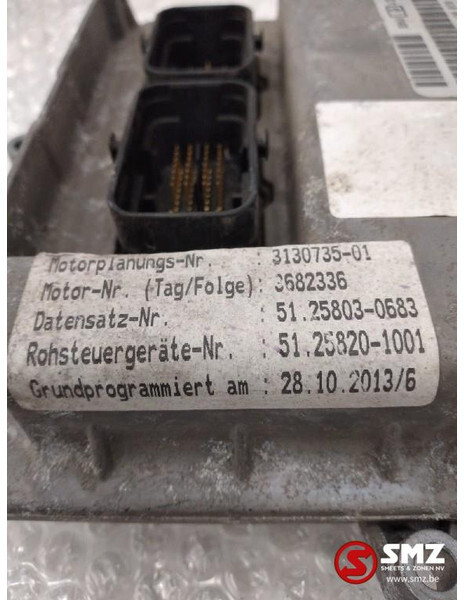 Motorplanungs-Nr. : 3130735-01
Motor-Nr. (Tag/Folge): 3682336
Datensatz-Nr. : 51.25803-0683
Rohsteuergeräte-Nr. : 51.25820-1001
Grundprogrammiert am : 28.10.2013/6
SMZ
SMEETS & ZONEN NV
www.smz.be